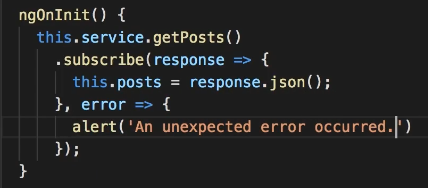 ngOnInit() {
this.service.getPosts()
.subscribe(response => {
this.posts = response.json();
}, error => {
alert('An unexpected error occurred.')
});
}